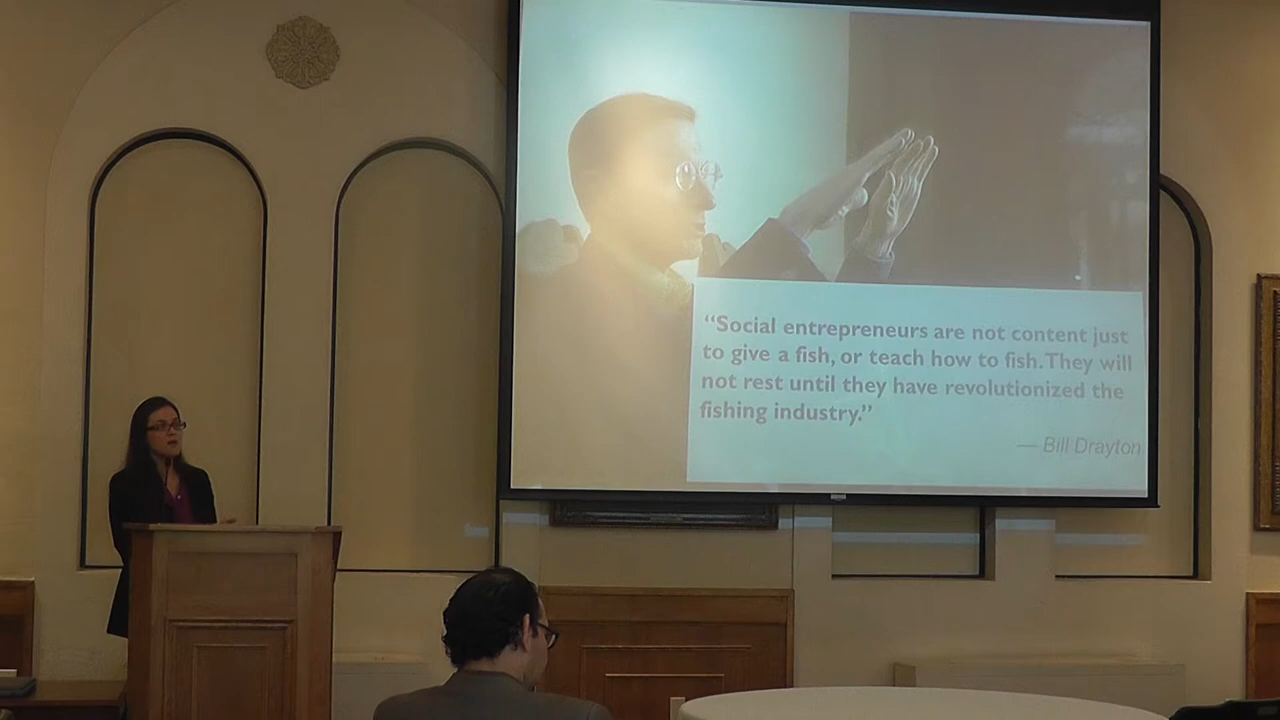 “Social entrepreneurs are not content just
to give a fish, or teach how to fish. They will
not rest until they have revolutionized the
fishing industry.”
— Bill Drayton